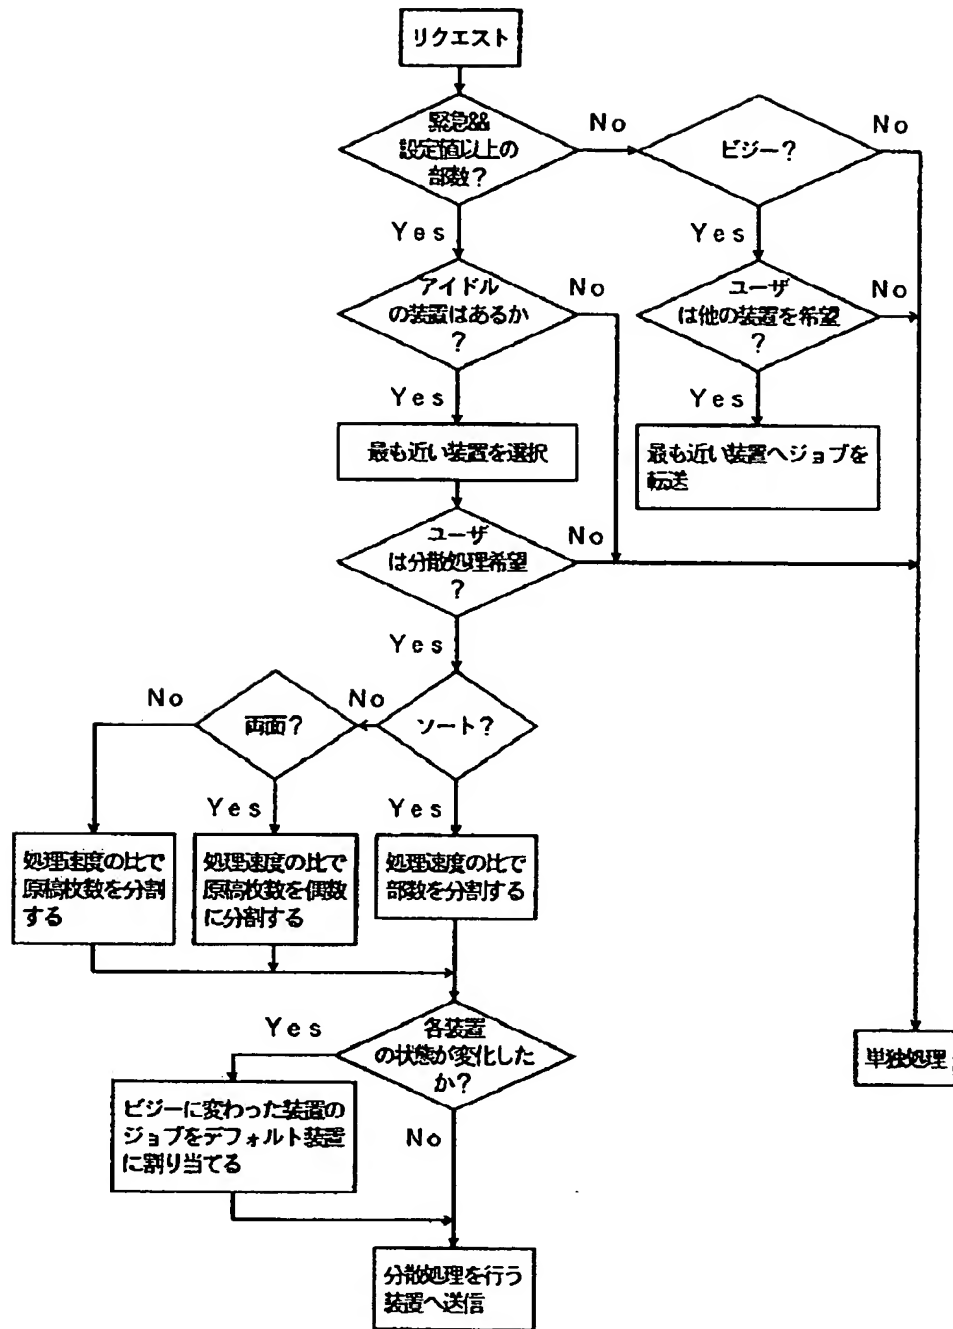 リクエスト
緊急&&
設定値以上の
部数？
No
ビジー？
No
Yes
Yes
アイドル
の装置はあるか
？
No
ユーザ
は他の装置を希望
？
No
Yes
Yes
最も近い装置を選択
最も近い装置へジョブを
転送
ユーザ
は分散処理希望
？
No
Yes
ソート？
No
両面？
No
Yes
Yes
処理速度の比で
原稿枚数を分割
する
処理速度の比で
原稿枚数を偶数
に分割する
処理速度の比で
部数を分割する
各装置
の状態が変化した
か？
Yes
No
単独処理
ビジーに変わった装置の
ジョブをデフォルト装置
に割り当てる
分散処理を行う
装置へ送信